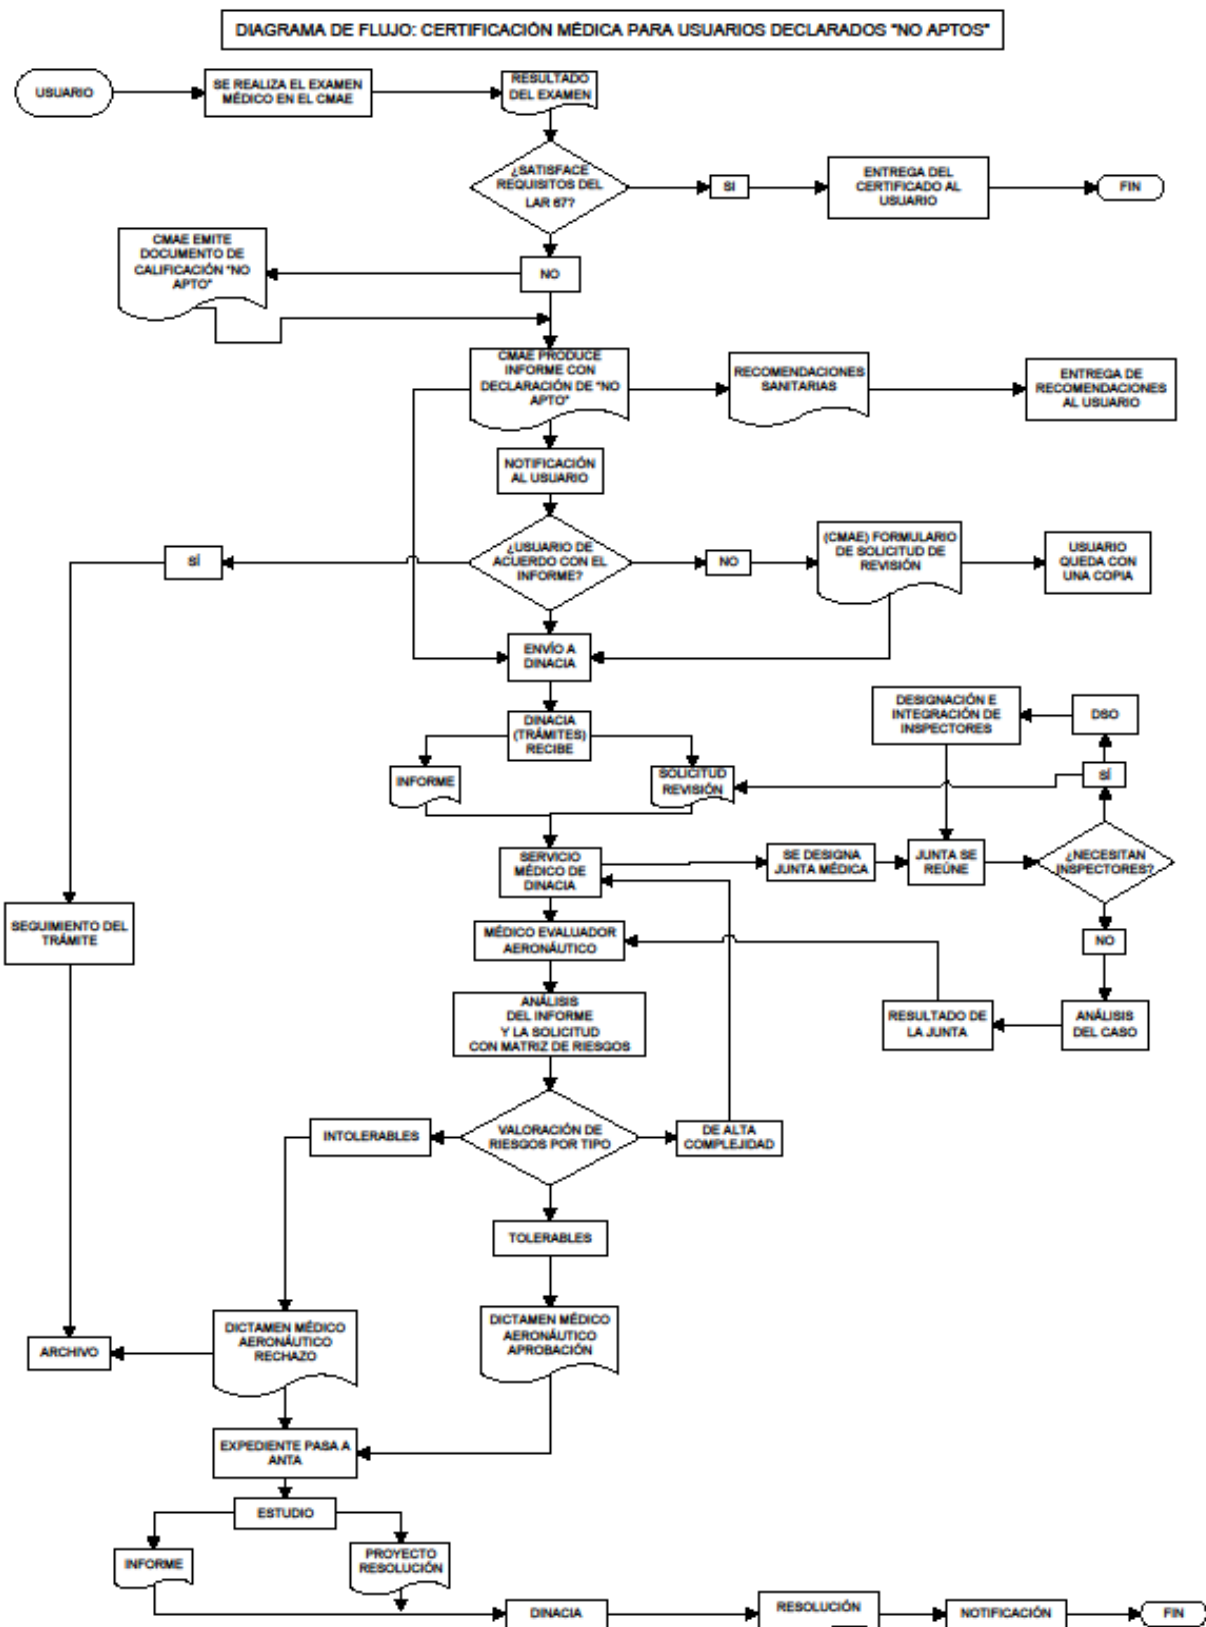 DIAGRAMA DE FLUJO: CERTIFICACIÓN MÉDICA PARA USUARIOS DECLARADOS "NO APTOS"
USUARIO
SE REALIZA EL EXAMEN
MÉDICO EN EL CMAE
RESULTADO
DEL EXAMEN
¿SATISFACE
REQUISITOS DEL
LAR 67?
SI
ENTREGA DEL
CERTIFICADO AL
USUARIO
FIN
CMAE EMITE
DOCUMENTO DE
CALIFICACIÓN "NO
APTO"
NO
CMAE PRODUCE
INFORME CON
DECLARACIÓN DE "NO
APTO"
RECOMENDACIONES
SANITARIAS
ENTREGA DE
RECOMENDACIONES
AL USUARIO
NOTIFICACIÓN
AL USUARIO
SÍ
¿USUARIO DE
ACUERDO CON EL
INFORME?
NO
(CMAE) FORMULARIO
DE SOLICITUD DE
REVISIÓN
USUARIO
QUEDA CON
UNA COPIA
ENVÍO A
DINACIA
DINACIA
(TRÁMITES)
RECIBE
DESIGNACIÓN E
INTEGRACIÓN DE
INSPECTORES
DSO
INFORME
SOLICITUD
REVISIÓN
SÍ
SERVICIO
MÉDICO DE
DINACIA
SE DESIGNA
JUNTA MÉDICA
JUNTA SE
REÚNE
¿NECESITAN
INSPECTORES?
SEGUIMIENTO DEL
TRÁMITE
MÉDICO EVALUADOR
AERONÁUTICO
NO
ANÁLISIS
DEL INFORME
Y LA SOLICITUD
CON MATRIZ DE RIESGOS
RESULTADO DE
LA JUNTA
ANÁLISIS
DEL CASO
INTOLERABLES
VALORACIÓN DE
RIESGOS POR TIPO
DE ALTA
COMPLEJIDAD
TOLERABLES
ARCHIVO
DICTAMEN MÉDICO
AERONÁUTICO
RECHAZO
DICTAMEN MÉDICO
AERONÁUTICO
APROBACIÓN
EXPEDIENTE PASA A
ANTA
ESTUDIO
INFORME
PROYECTO
RESOLUCIÓN
DINACIA
RESOLUCIÓN
NOTIFICACIÓN
FIN